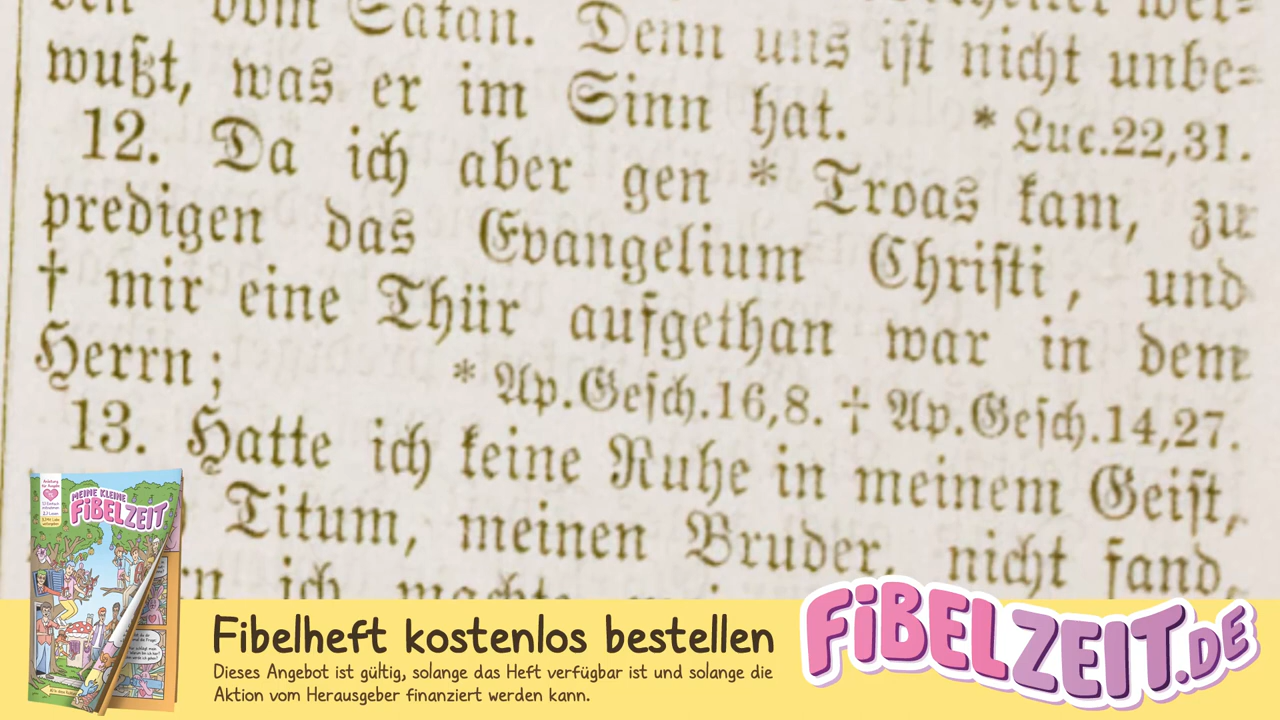 ben vom Satan. Denn uns ist nicht unbe=
wußt, was er im Sinn hat. * Luc.22,31.
12. Da ich aber gen * Troas kam, zu
predigen das Evangelium Christi, und
† mir eine Thür aufgethan war in dem
Herrn; * Ap.Gesch.16,8. † Ap.Gesch.14,27.
13. Hatte ich keine Ruhe in meinem Geist,
Titum, meinen Bruder, nicht fand,
ich machte
MEINE KLEINE
FiBELZEIT
Fibelheft kostenlos bestellen
Dieses Angebot ist gültig, solange das Heft verfügbar ist und solange die
Aktion vom Herausgeber finanziert werden kann.
FiBELZEIT.DE